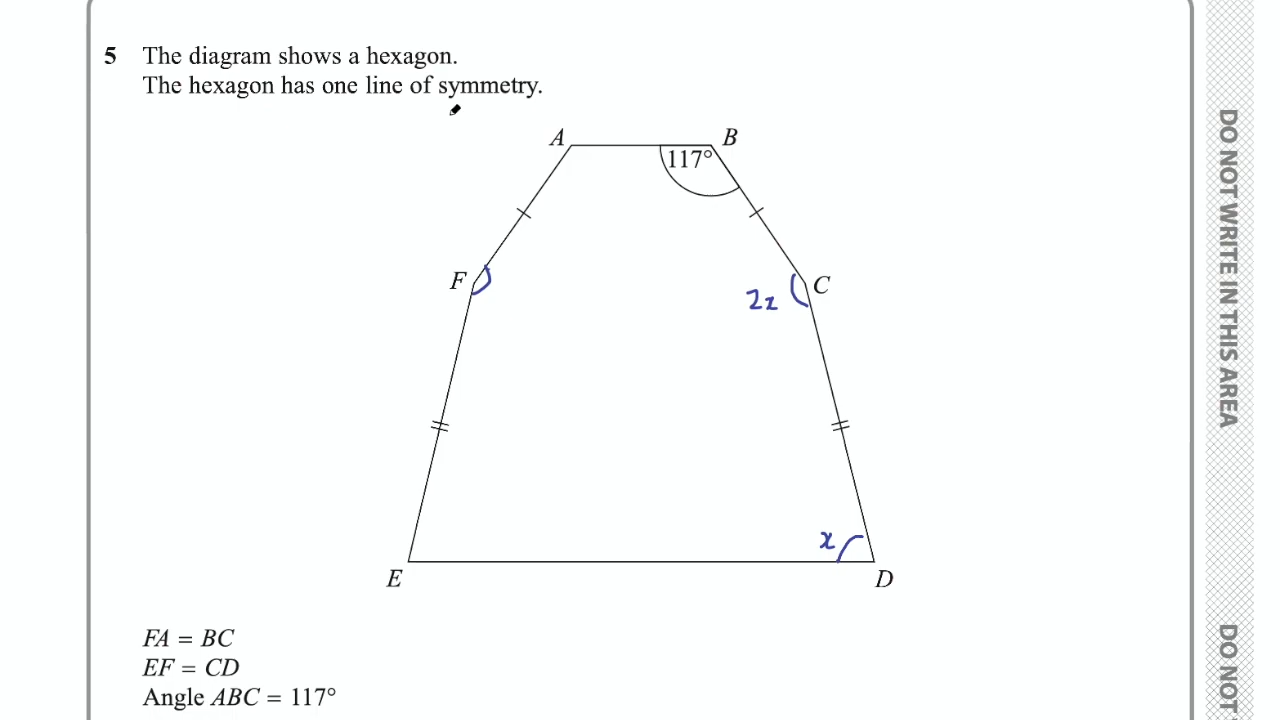 5 The diagram shows a hexagon.
The hexagon has one line of symmetry.
A
B
117°
F
C
2x
x
E
D
FA = BC
EF = CD
Angle ABC = 117°
DO NOT WRITE IN THIS AREA
DO NOT